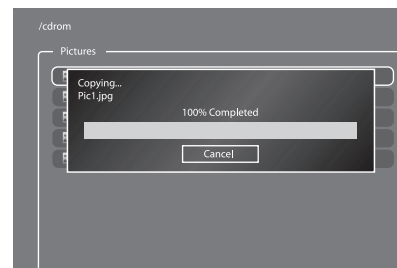 /cdrom
Pictures
Copying...
Pic1.jpg
100% Completed
Cancel